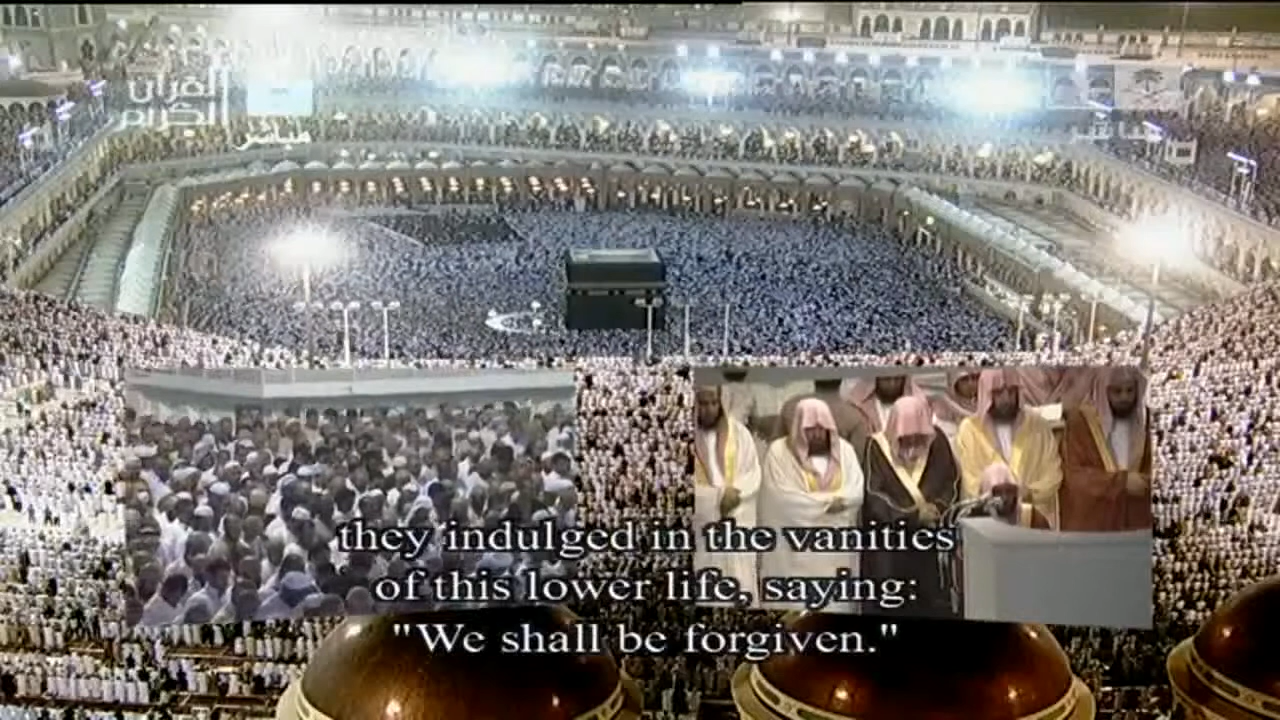 القرآن
الكريم
مباشر
they indulged in the vanities
of this lower life, saying:
"We shall be forgiven."